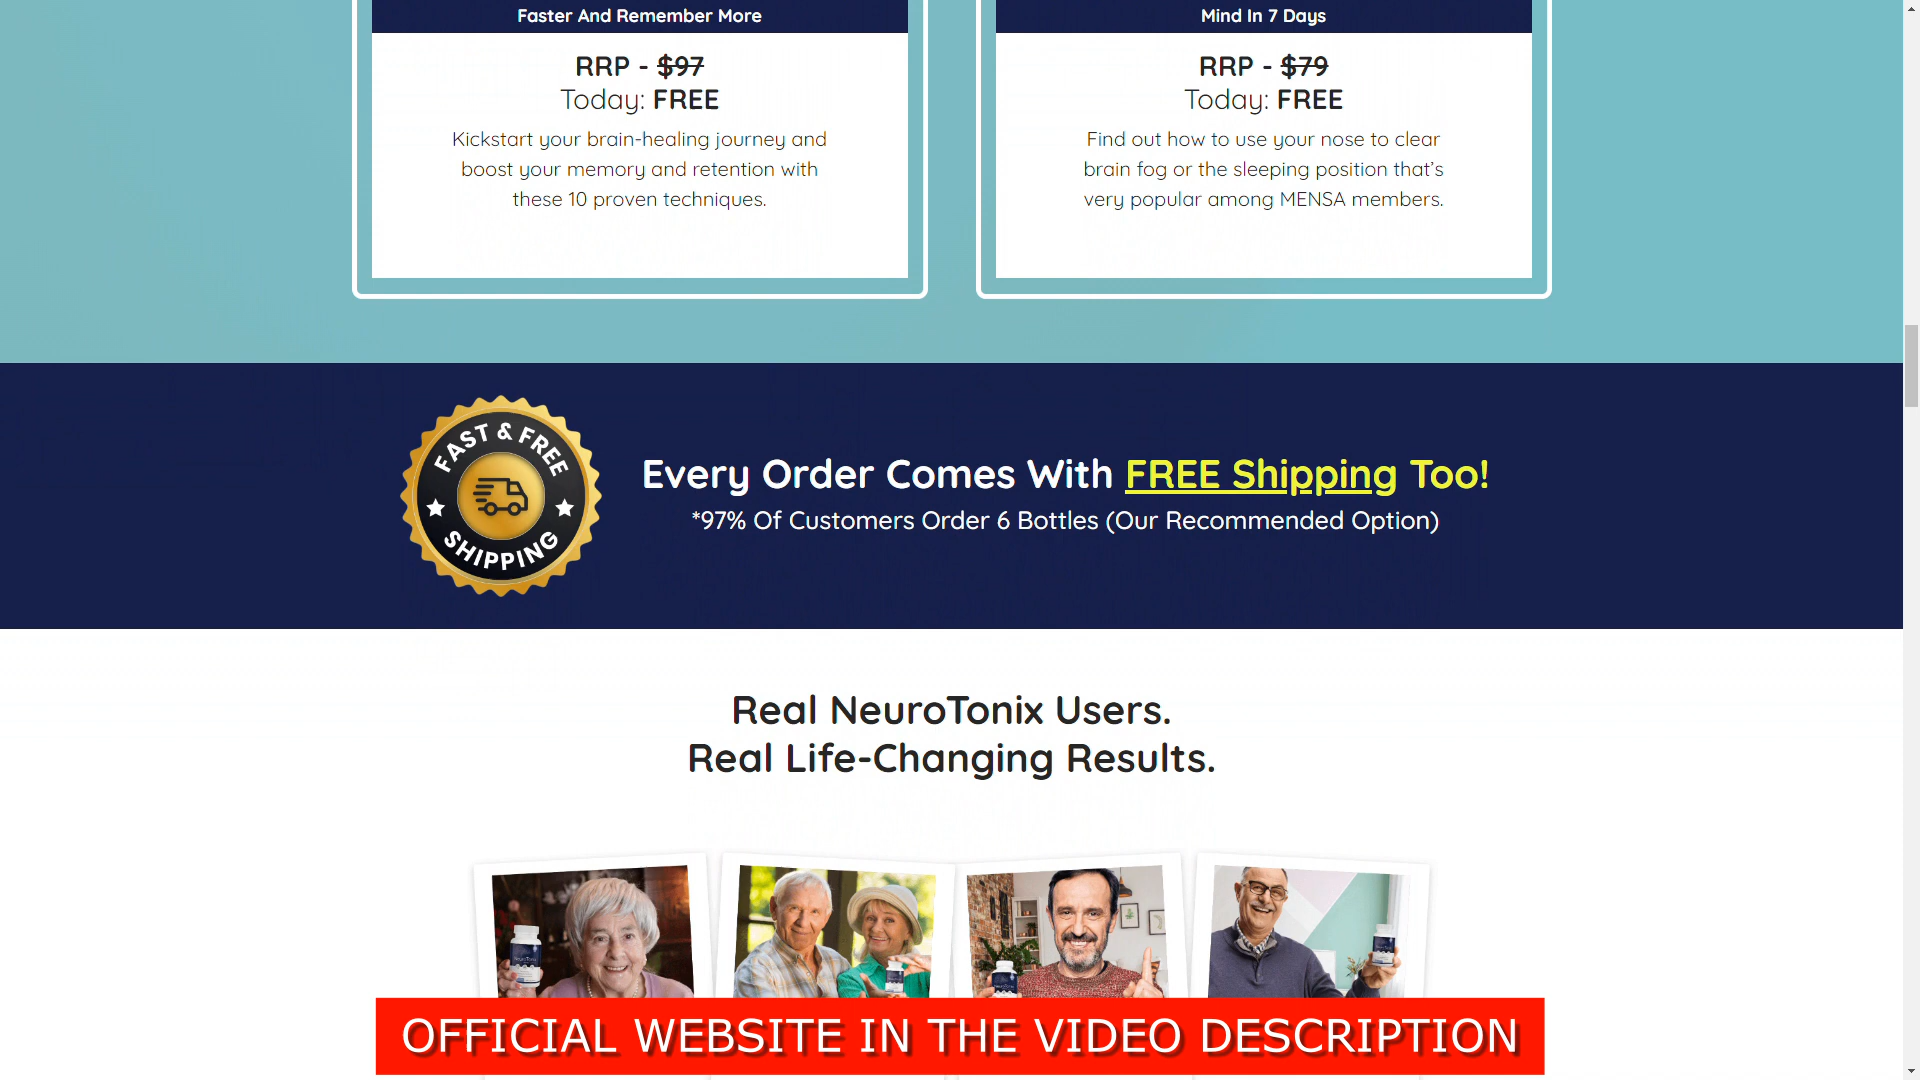 Faster And Remember More
RRP - $97
Today: FREE
Kickstart your brain-healing journey and
boost your memory and retention with
these 10 proven techniques.
Mind In 7 Days
RRP - $79
Today: FREE
Find out how to use your nose to clear
brain fog or the sleeping position that’s
very popular among MENSA members.
FAST & FREE
SHIPPING
Every Order Comes With FREE Shipping Too!
*97% Of Customers Order 6 Bottles (Our Recommended Option)
Real NeuroTonix Users.
Real Life-Changing Results.
NeuroTonix
OFFICIAL WEBSITE IN THE VIDEO DESCRIPTION